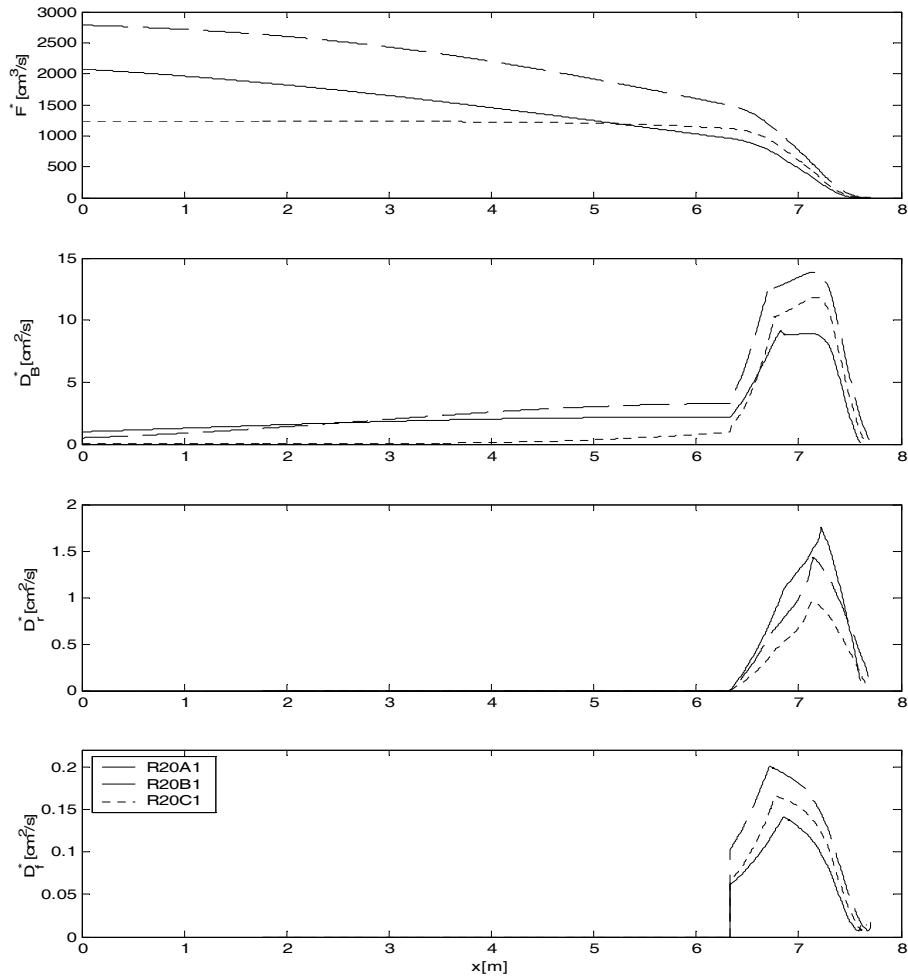 3000
2500
2000
1500
1000
500
0
F* [cm³/s]
0 1 2 3 4 5 6 7 8
15
10
5
0
D*B [cm²/s]
0 1 2 3 4 5 6 7 8
2
1.5
1
0.5
0
D*r [cm²/s]
0 1 2 3 4 5 6 7 8
0.2
0.15
0.1
0.05
0
D*f [cm²/s]
R20A1
R20B1
R20C1
0 1 2 3 4 5 6 7 8
x[m]